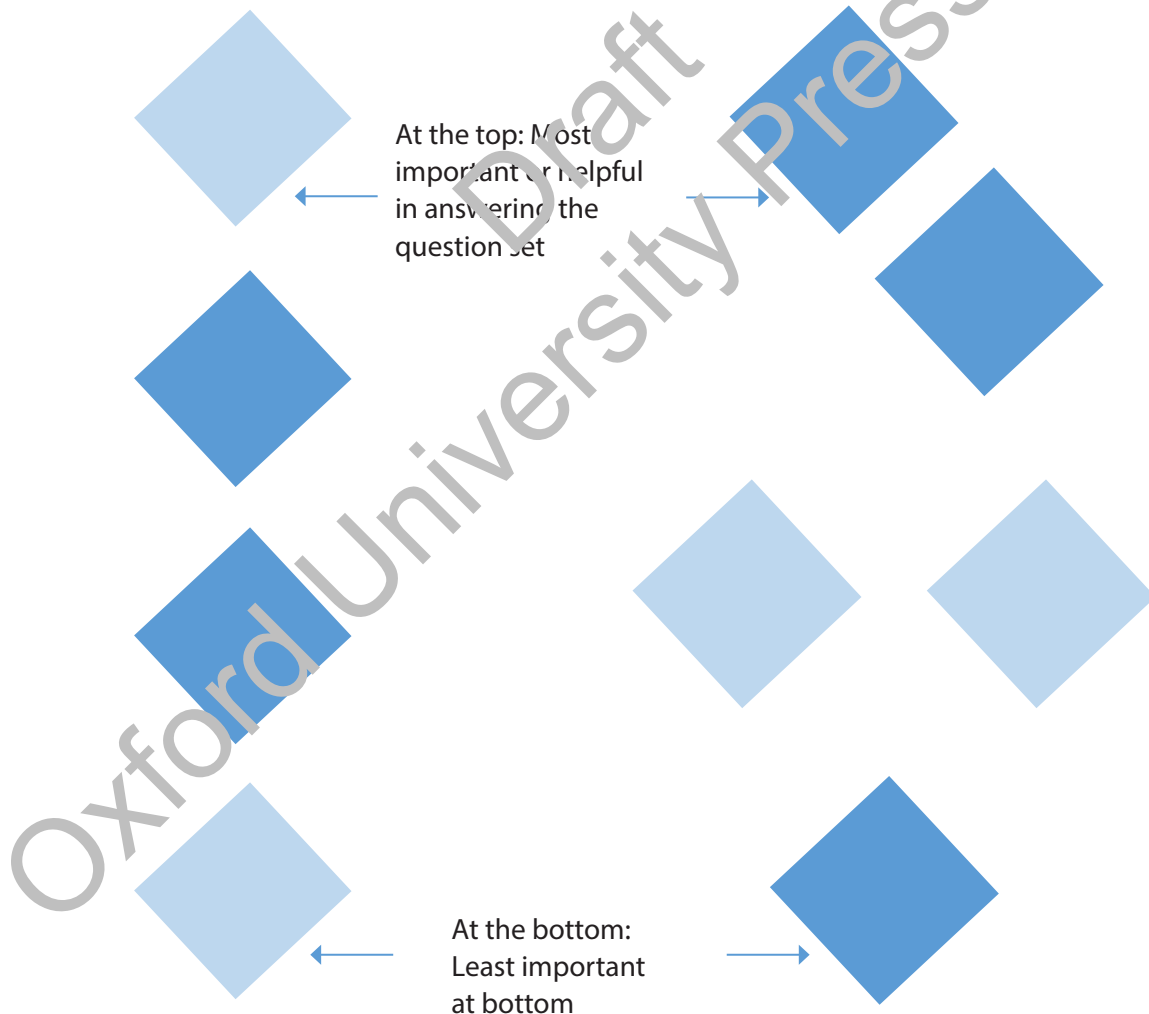 At the top: Most
important or helpful
in answering the
question set
Draft
Oxford University Press
At the bottom:
Least important
at bottom